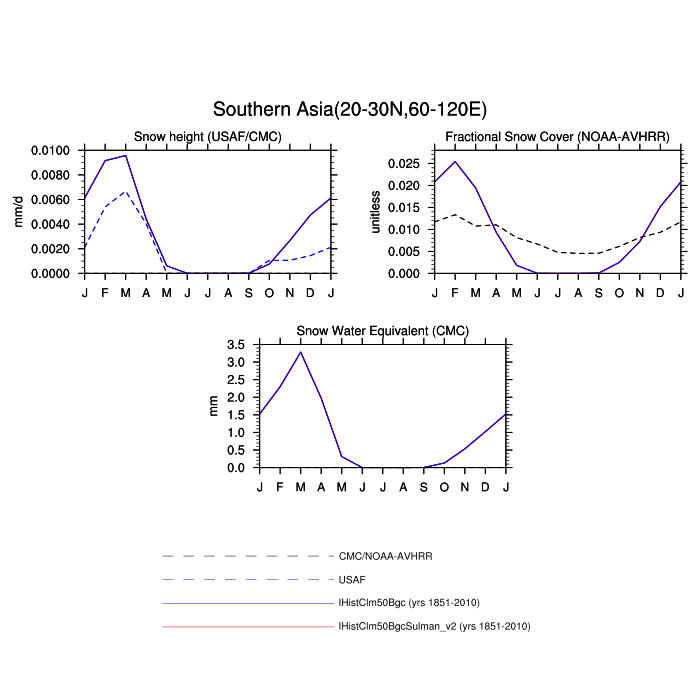 Southern Asia(20-30N,60-120E)
Snow height (USAF/CMC)
mm/d
0.0100
0.0080
0.0060
0.0040
0.0020
0.0000
J F M A M J J A S O N D J
Fractional Snow Cover (NOAA-AVHRR)
unitless
0.025
0.020
0.015
0.010
0.005
0.000
J F M A M J J A S O N D J
Snow Water Equivalent (CMC)
mm
3.5
3.0
2.5
2.0
1.5
1.0
0.5
0.0
J F M A M J J A S O N D J
CMC/NOAA-AVHRR
USAF
IHistClm50Bgc (yrs 1851-2010)
IHistClm50BgcSulman_v2 (yrs 1851-2010)